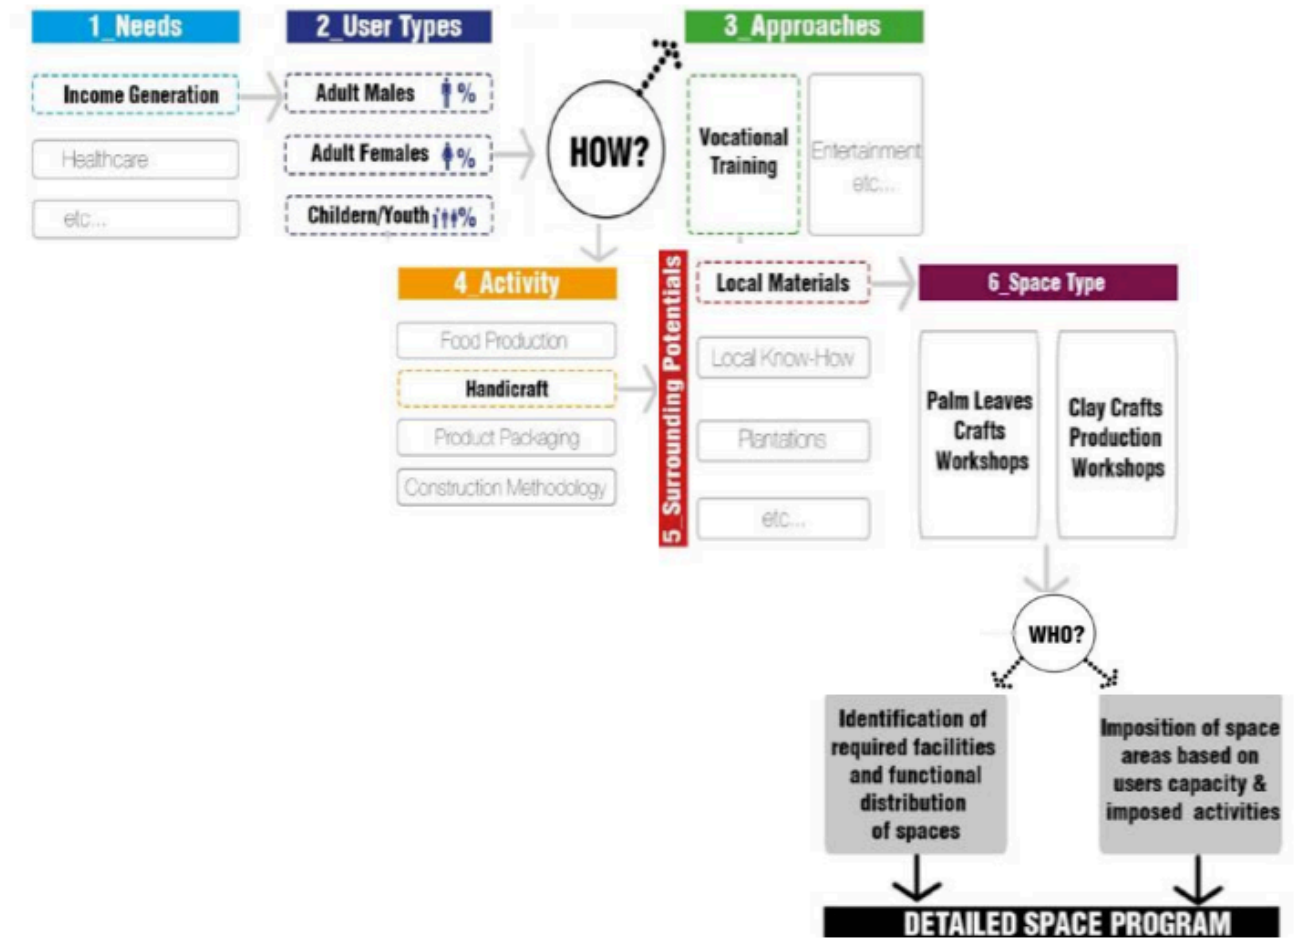 1_Needs
Income Generation
Healthcare
etc...
2_User Types
Adult Males %
Adult Females %
Childern/Youth %
HOW?
3_Approaches
Vocational
Training
Entertainment
etc...
4_Activity
Food Production
Handicraft
Product Packaging
Construction Methodology
5_Surrounding Potentials
Local Materials
Local Know-How
Plantations
etc...
6_Space Type
Palm Leaves
Crafts
Workshops
Clay Crafts
Production
Workshops
WHO?
Identification of
required facilities
and functional
distribution
of spaces
Imposition of space
areas based on
users capacity &
imposed activities
DETAILED SPACE PROGRAM